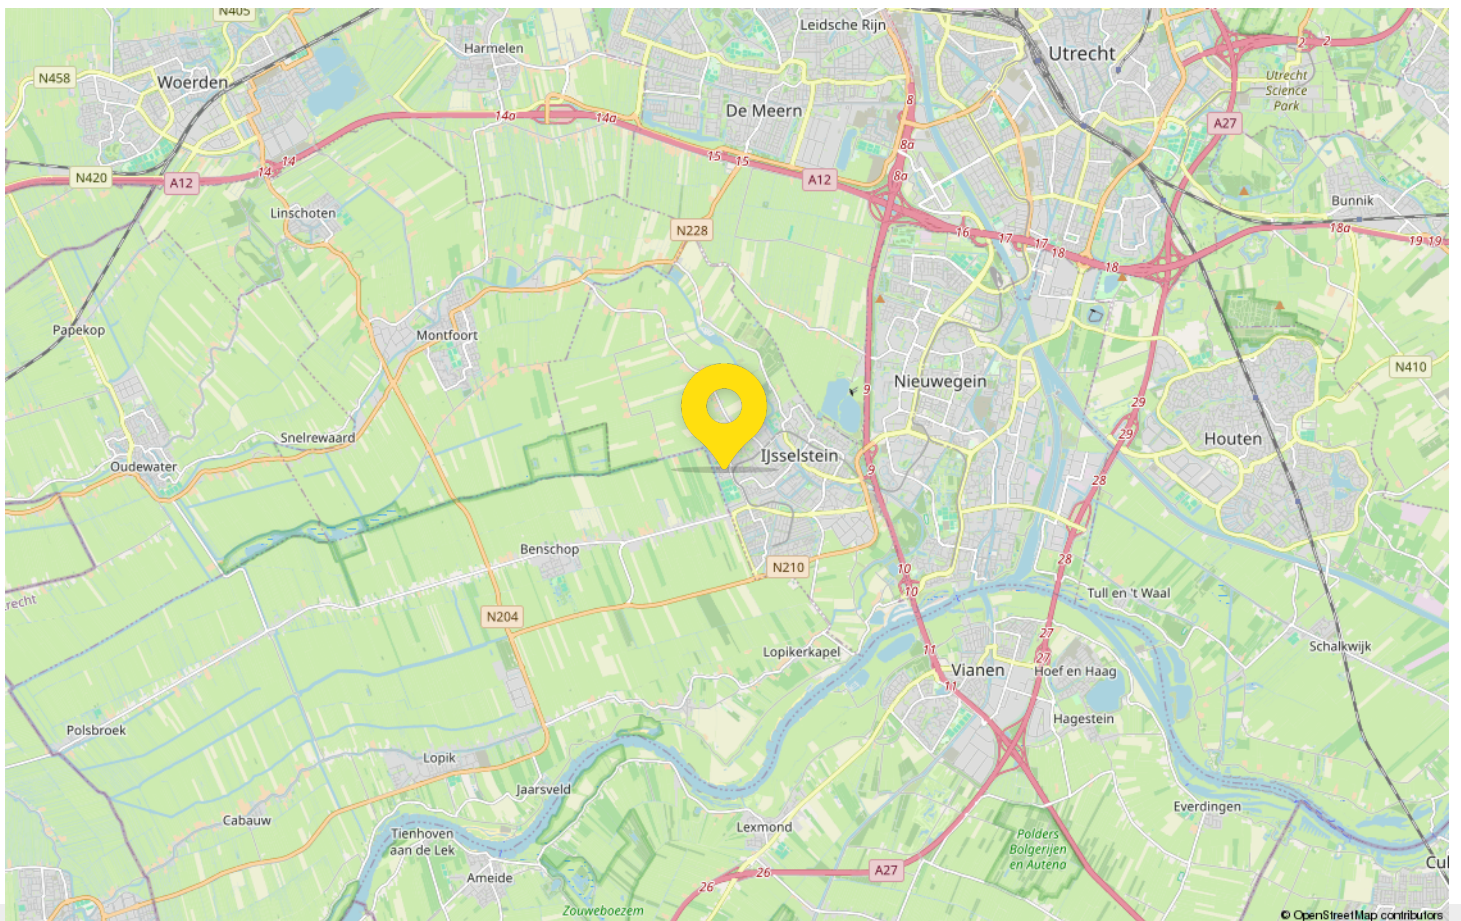 N405
Leidsche Rijn
Harmelen
Utrecht
2
2
N458
Woerden
Utrecht
Science
Park
8
De Meern
14a
14a
A27
8a
15
15
14
14
N420
A12
A12
8a
Bunnik
Linschoten
N228
16
17
17
18
18
18a
19
19
Papekop
Montfoort
N410
Nieuwegein
9
29
29
Houten
Snelrewaard
Oudewater
IJsselstein
9
28
Benschop
28
N210
10
10
Tull en 't Waal
trecht
N204
27
27
Schalkwijk
Lopikerkapel
11
11
Vianen
Hoef en Haag
Hagestein
Polsbroek
Lopik
Jaarsveld
Everdingen
Cabauw
Tienhoven
aan de Lek
Lexmond
Polders
Bolgerijen
en Autena
Cul
Ameide
26
26
A27
Zouweboezem
© OpenStreetMap contributors